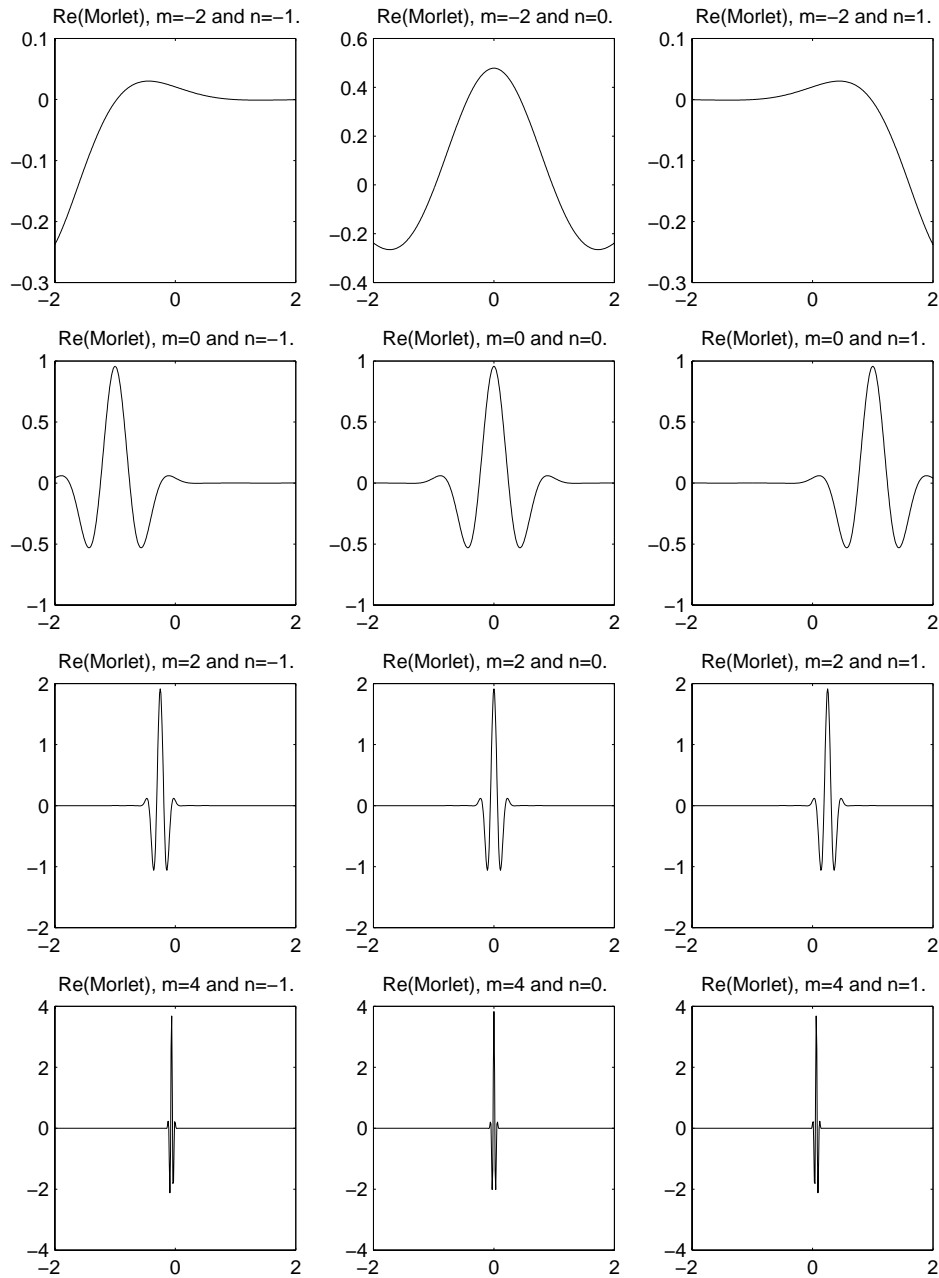 Re(Morlet), m=−2 and n=−1.
Re(Morlet), m=−2 and n=0.
Re(Morlet), m=−2 and n=1.
0.1
0
−0.1
−0.2
−0.3
−2 0 2
0.6
0.4
0.2
0
−0.2
−0.4
−2 0 2
0.1
0
−0.1
−0.2
−0.3
−2 0 2
Re(Morlet), m=0 and n=−1.
Re(Morlet), m=0 and n=0.
Re(Morlet), m=0 and n=1.
1
0.5
0
−0.5
−1
−2 0 2
1
0.5
0
−0.5
−1
−2 0 2
1
0.5
0
−0.5
−1
−2 0 2
Re(Morlet), m=2 and n=−1.
Re(Morlet), m=2 and n=0.
Re(Morlet), m=2 and n=1.
2
1
0
−1
−2
−2 0 2
2
1
0
−1
−2
−2 0 2
2
1
0
−1
−2
−2 0 2
Re(Morlet), m=4 and n=−1.
Re(Morlet), m=4 and n=0.
Re(Morlet), m=4 and n=1.
4
2
0
−2
−4
−2 0 2
4
2
0
−2
−4
−2 0 2
4
2
0
−2
−4
−2 0 2